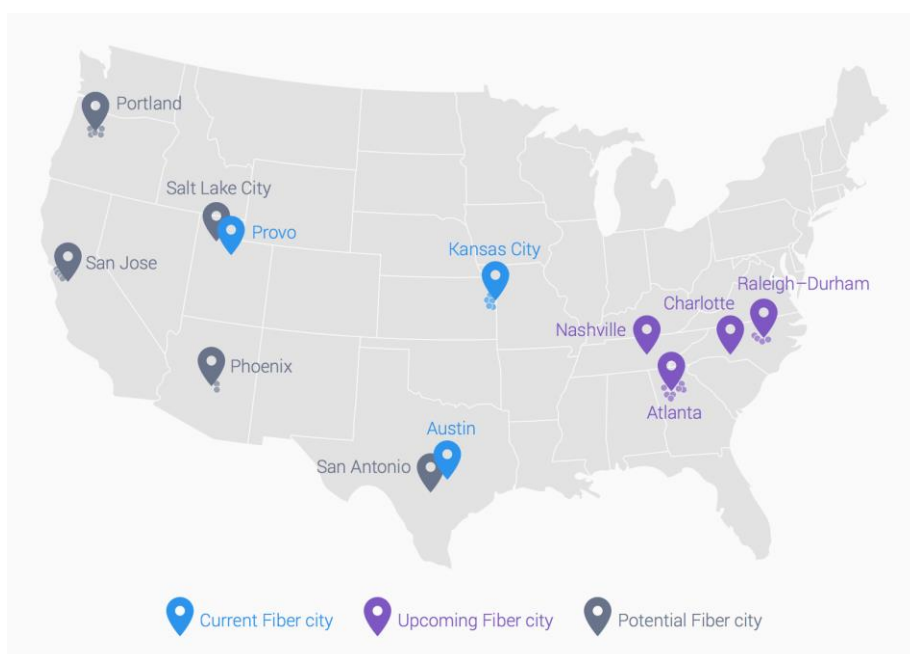 Portland
Salt Lake City
Provo
San Jose
Kansas City
Raleigh–Durham
Charlotte
Nashville
Phoenix
Atlanta
Austin
San Antonio
Current Fiber city
Upcoming Fiber city
Potential Fiber city